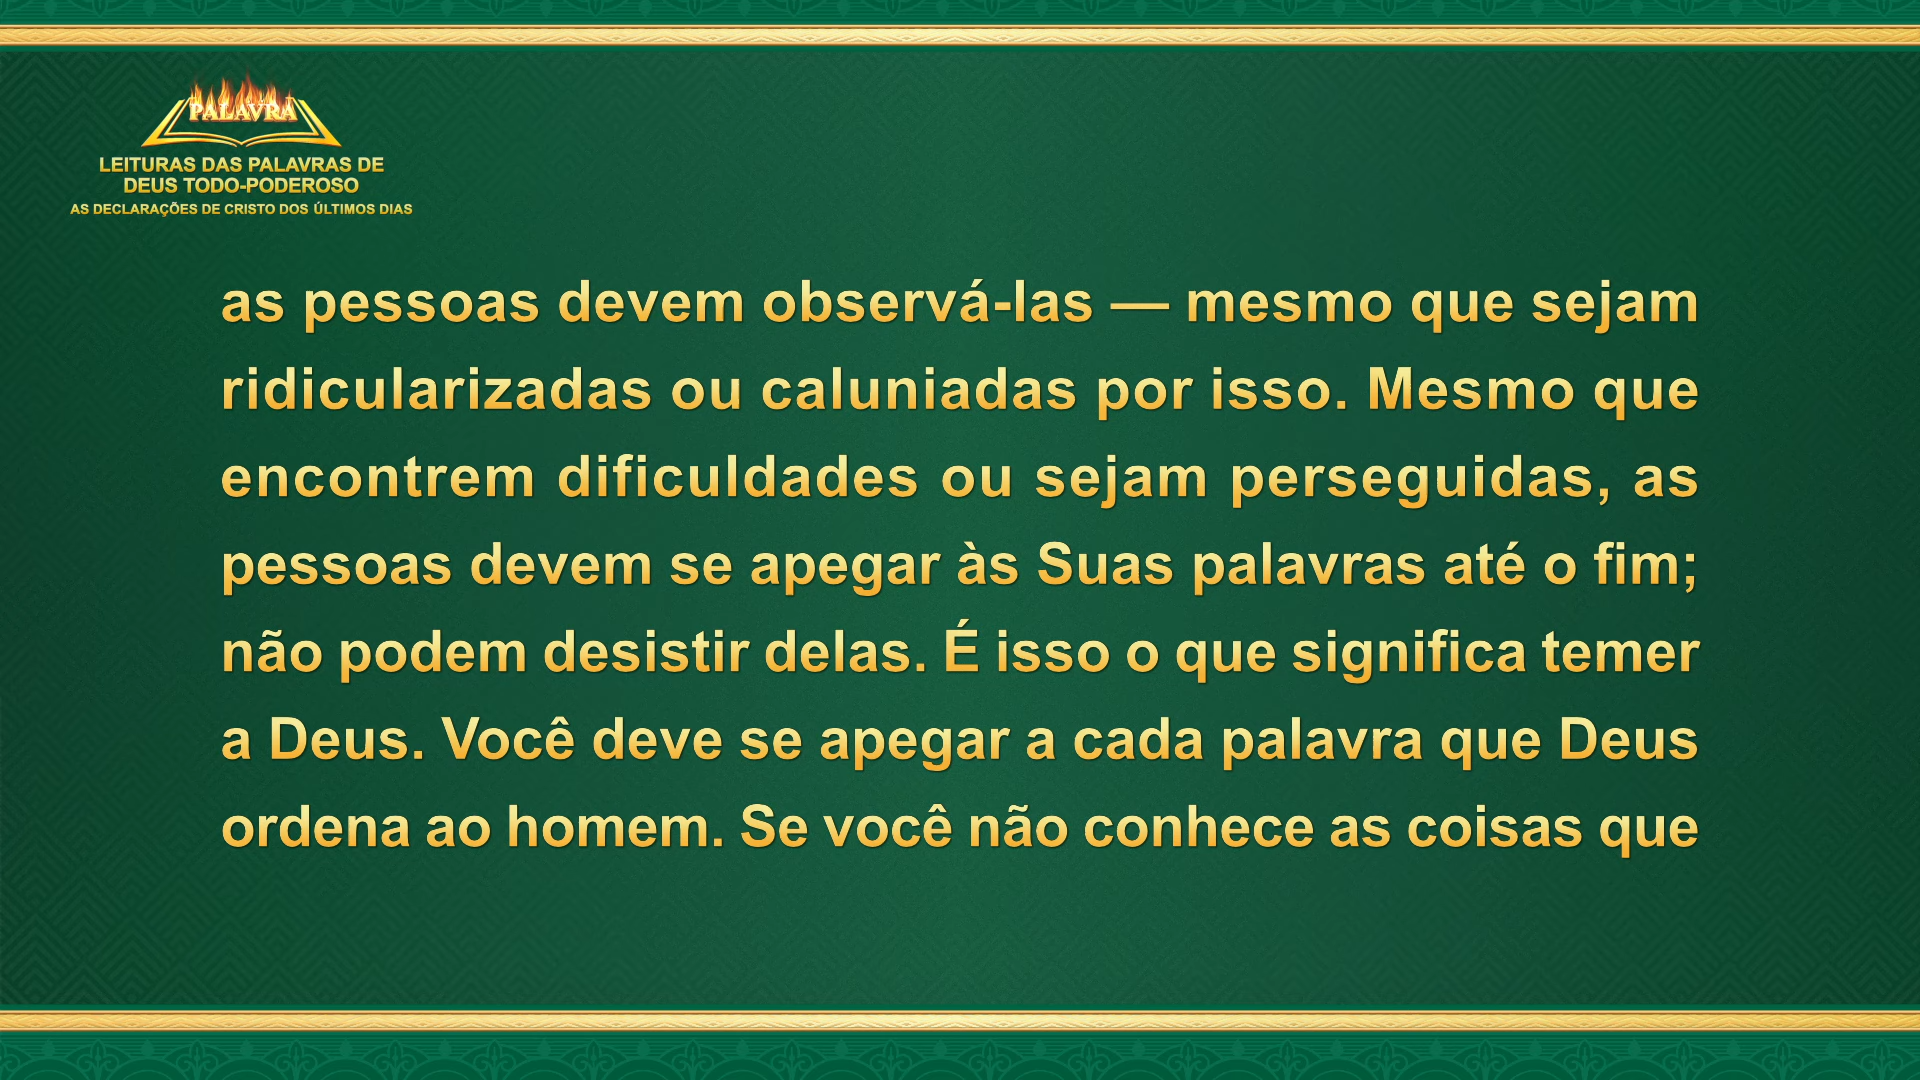 PALAVRA
LEITURAS DAS PALAVRAS DE
DEUS TODO-PODEROSO
AS DECLARAÇÕES DE CRISTO DOS ÚLTIMOS DIAS
as pessoas devem observá-las — mesmo que sejam
ridicularizadas ou caluniadas por isso. Mesmo que
encontrem dificuldades ou sejam perseguidas, as
pessoas devem se apegar às Suas palavras até o fim;
não podem desistir delas. É isso o que significa temer
a Deus. Você deve se apegar a cada palavra que Deus
ordena ao homem. Se você não conhece as coisas que